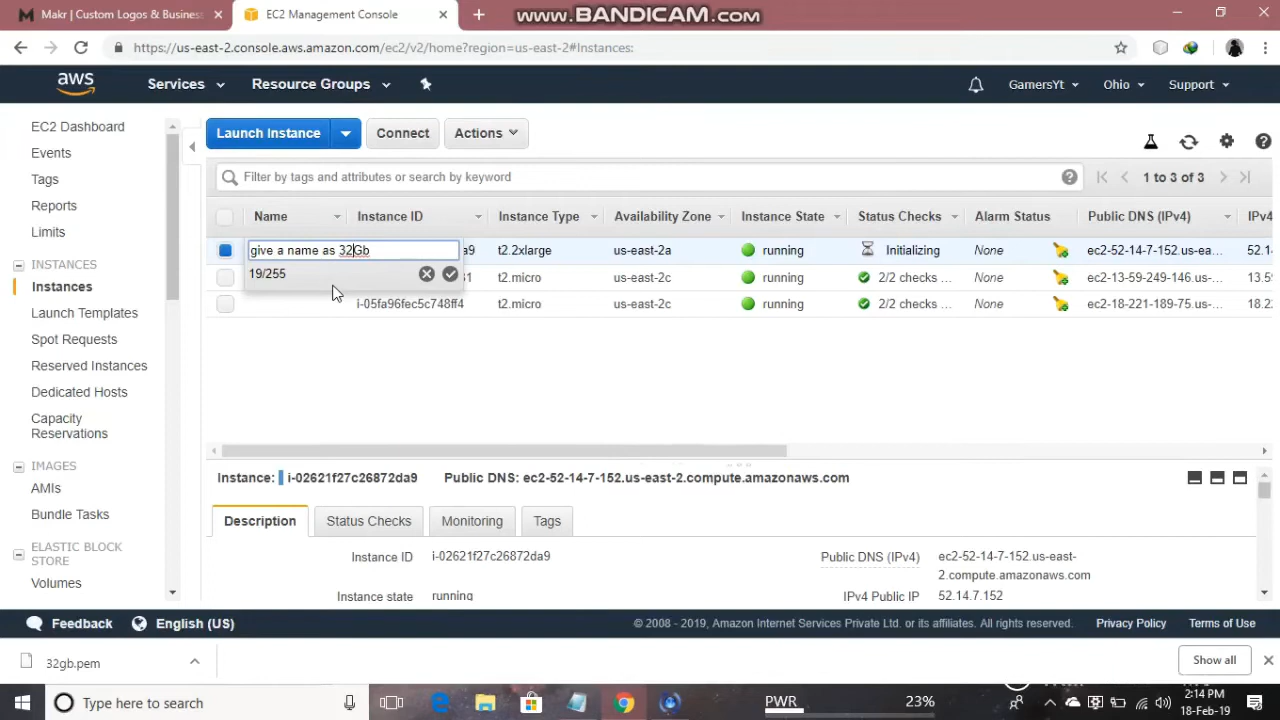 Makr | Custom Logos & Business
EC2 Management Console
www.BANDICAM.com
https://us-east-2.console.aws.amazon.com/ec2/v2/home?region=us-east-2#Instances:
aws
Services
Resource Groups
GamersYt
Ohio
Support
EC2 Dashboard
Events
Tags
Reports
Limits
INSTANCES
Instances
Launch Templates
Spot Requests
Reserved Instances
Dedicated Hosts
Capacity
Reservations
IMAGES
AMIs
Bundle Tasks
ELASTIC BLOCK
STORE
Volumes
Launch Instance
Connect
Actions
Filter by tags and attributes or search by keyword
1 to 3 of 3
Name Instance ID Instance Type Availability Zone Instance State Status Checks Alarm Status Public DNS (IPv4) IPv4
give a name as 32Gb a9 t2.2xlarge us-east-2a running Initializing None ec2-52-14-7-152.us-ea... 52.1
19/255 31 t2.micro us-east-2c running 2/2 checks ... None ec2-13-59-249-146.us-... 13.5
i-05fa96fec5c748ff4 t2.micro us-east-2c running 2/2 checks ... None ec2-18-221-189-75.us-... 18.2
Instance: i-02621f27c26872da9 Public DNS: ec2-52-14-7-152.us-east-2.compute.amazonaws.com
Description
Status Checks
Monitoring
Tags
Instance ID i-02621f27c26872da9
Public DNS (IPv4) ec2-52-14-7-152.us-east-
2.compute.amazonaws.com
Instance state running
IPv4 Public IP 52.14.7.152
Feedback
English (US)
© 2008 - 2019, Amazon Internet Services Private Ltd. or its affiliates. All rights reserved.
Privacy Policy
Terms of Use
32gb.pem
Show all
Type here to search
PWR 23%
2:14 PM
18-Feb-19